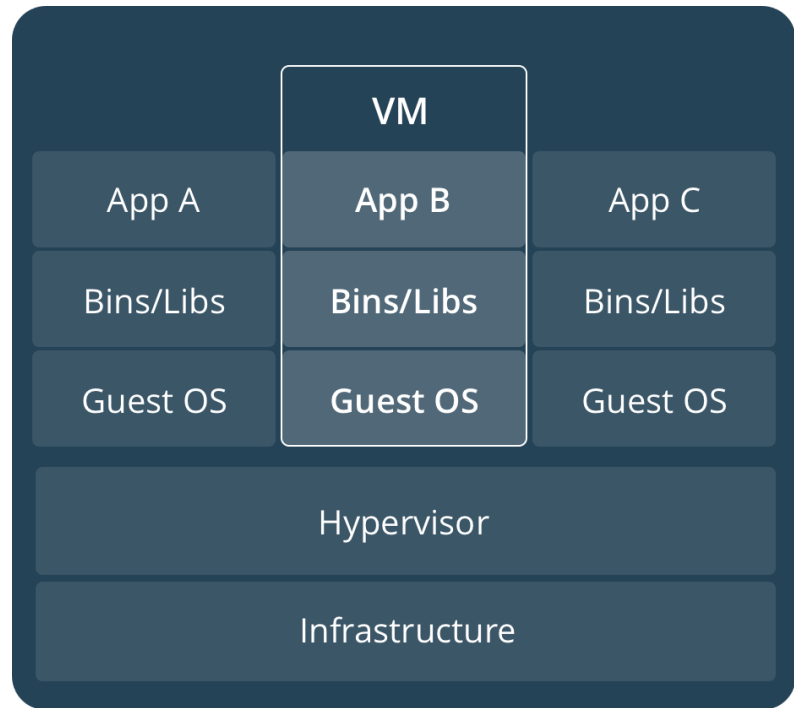 VM
App A
App B
App C
Bins/Libs
Bins/Libs
Bins/Libs
Guest OS
Guest OS
Guest OS
Hypervisor
Infrastructure